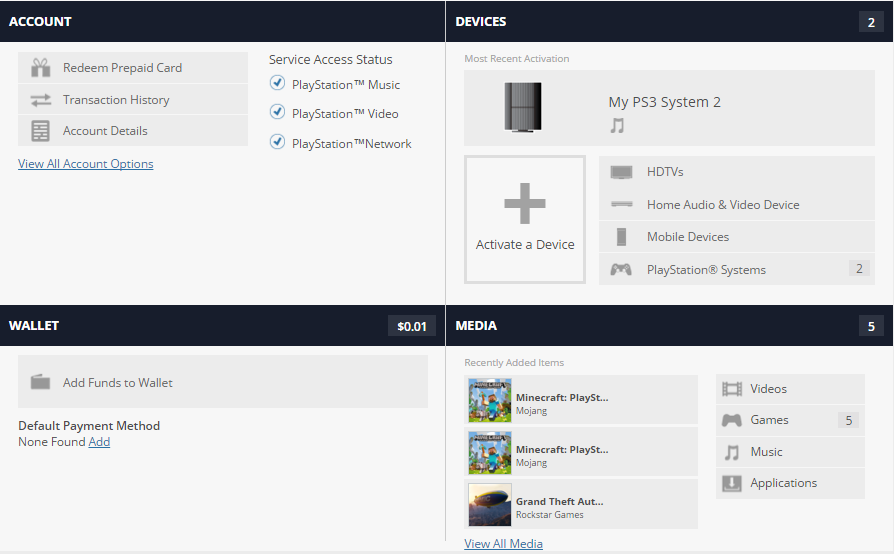 ACCOUNT
Redeem Prepaid Card
Transaction History
Account Details
View All Account Options
Service Access Status
PlayStation™ Music
PlayStation™ Video
PlayStation™Network
DEVICES 2
Most Recent Activation
My PS3 System 2
Activate a Device
HDTVs
Home Audio & Video Device
Mobile Devices
PlayStation® Systems 2
WALLET $0.01
Add Funds to Wallet
Default Payment Method
None Found Add
MEDIA 5
Recently Added Items
Minecraft: PlaySt...
Mojang
Minecraft: PlaySt...
Mojang
Grand Theft Aut...
Rockstar Games
View All Media
Videos
Games 5
Music
Applications